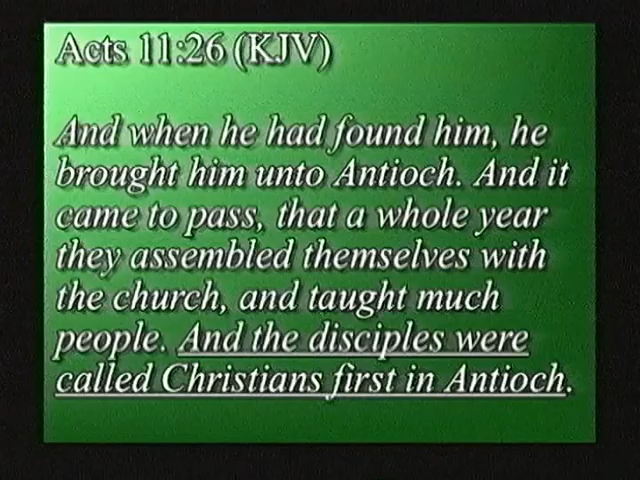 Acts 11:26 (KJV)
And when he had found him, he
brought him unto Antioch. And it
came to pass, that a whole year
they assembled themselves with
the church, and taught much
people. And the disciples were
called Christians first in Antioch.